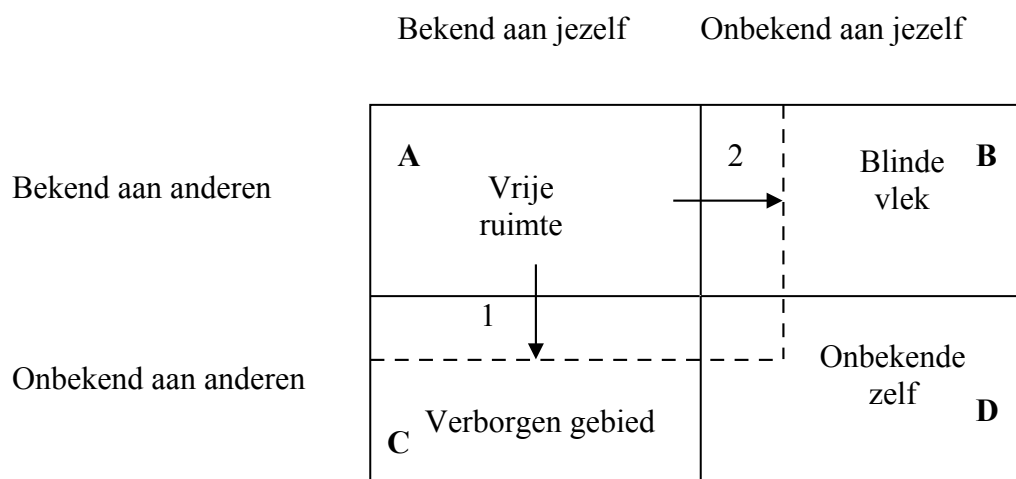 Bekend aan jezelf Onbekend aan jezelf
A 2 Blinde B
Bekend aan anderen Vrije vlek
ruimte
1
Onbekend aan anderen Onbekende
zelf
C Verborgen gebied D